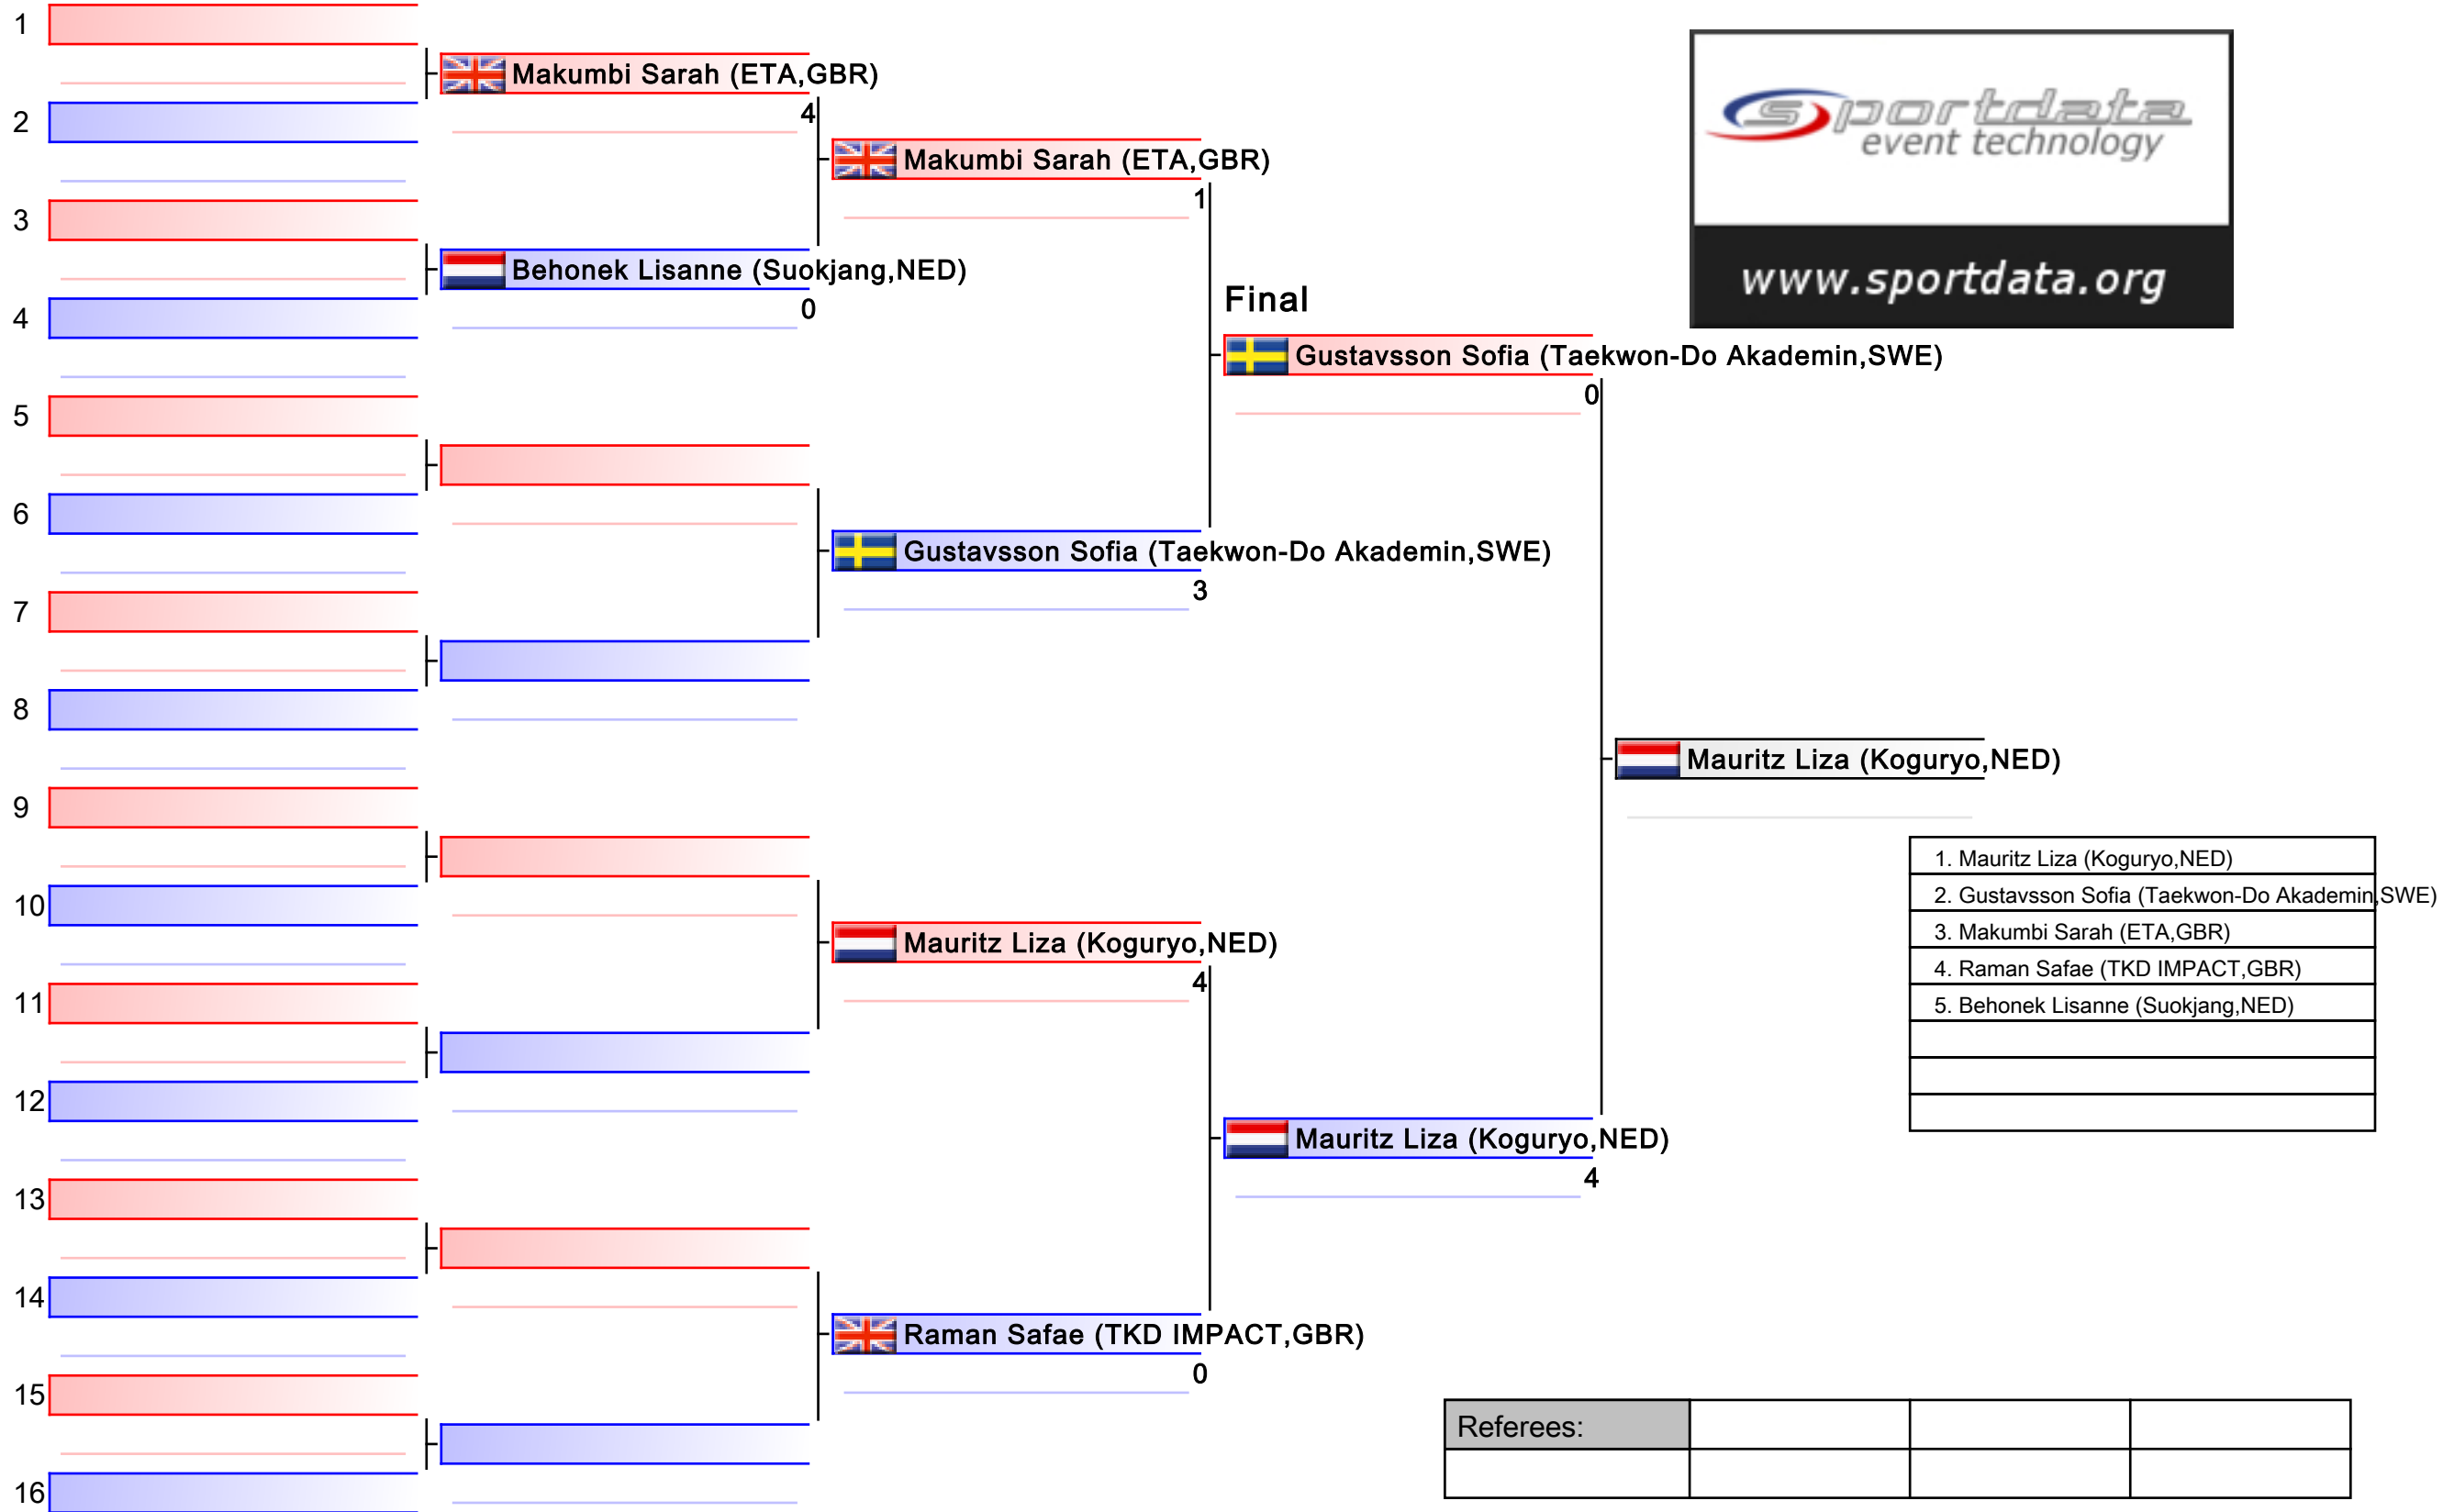 1
Makumbi Sarah (ETA,GBR)
4
2
Makumbi Sarah (ETA,GBR)
1
3
Behonek Lisanne (Suokjang,NED)
0
4
Final
Gustavsson Sofia (Taekwon-Do Akademin,SWE)
0
5
6
Gustavsson Sofia (Taekwon-Do Akademin,SWE)
3
7
8
Mauritz Liza (Koguryo,NED)
9
10
Mauritz Liza (Koguryo,NED)
4
11
12
Mauritz Liza (Koguryo,NED)
4
13
14
Raman Safae (TKD IMPACT,GBR)
0
15
16
sportdata
event technology
www.sportdata.org
1. Mauritz Liza (Koguryo,NED)
2. Gustavsson Sofia (Taekwon-Do Akademin,SWE)
3. Makumbi Sarah (ETA,GBR)
4. Raman Safae (TKD IMPACT,GBR)
5. Behonek Lisanne (Suokjang,NED)
Referees: